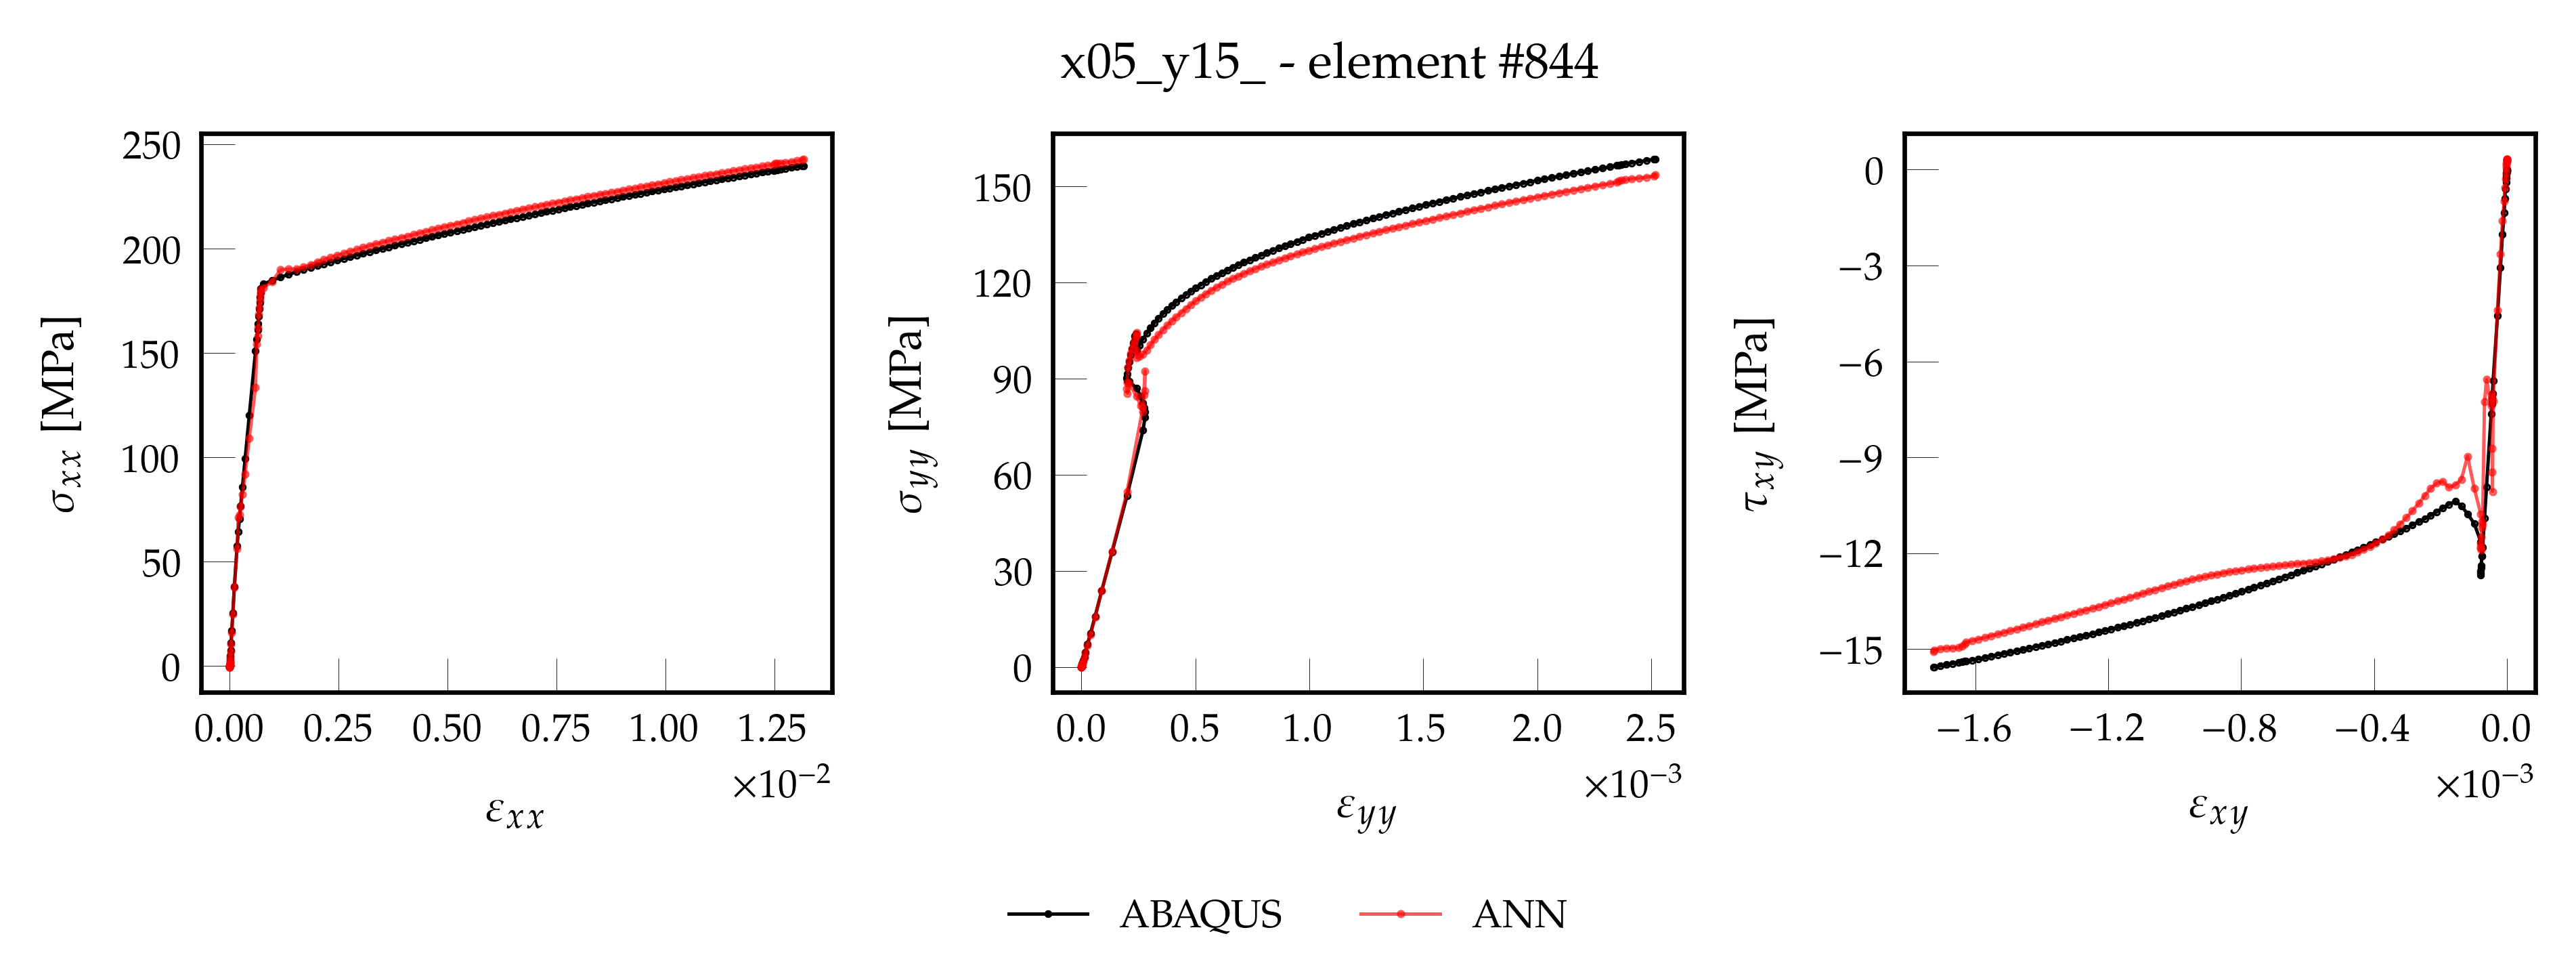 x05_y15_ - element #844
250
200
150
100
50
0
σxx [MPa]
0.00 0.25 0.50 0.75 1.00 1.25
×10−2
εxx
150
120
90
60
30
0
σyy [MPa]
0.0 0.5 1.0 1.5 2.0 2.5
×10−3
εyy
0
−3
−6
−9
−12
−15
τxy [MPa]
−1.6 −1.2 −0.8 −0.4 0.0
×10−3
εxy
ABAQUS ANN